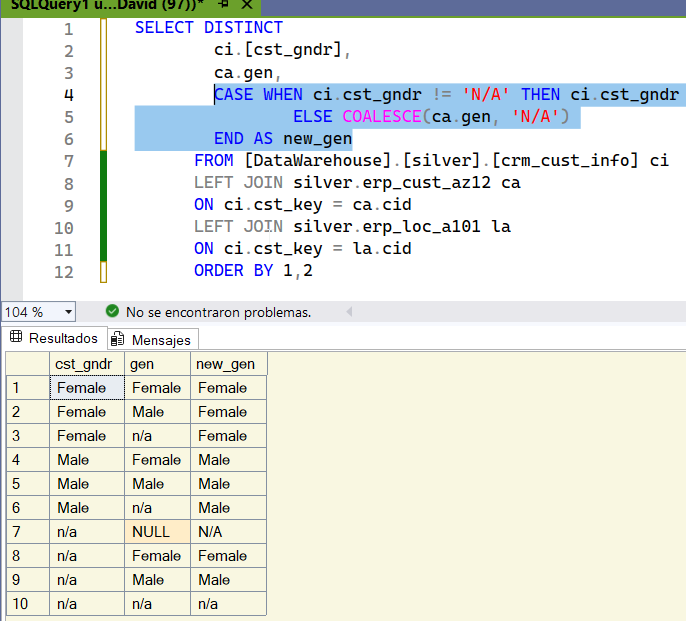 SQLQuery1 u...David (97))*
1 SELECT DISTINCT
2 ci.[cst_gndr],
3 ca.gen,
4 CASE WHEN ci.cst_gndr != 'N/A' THEN ci.cst_gndr
5 ELSE COALESCE(ca.gen, 'N/A')
6 END AS new_gen
7 FROM [DataWarehouse].[silver].[crm_cust_info] ci
8 LEFT JOIN silver.erp_cust_az12 ca
9 ON ci.cst_key = ca.cid
10 LEFT JOIN silver.erp_loc_a101 la
11 ON ci.cst_key = la.cid
12 ORDER BY 1,2
104 % No se encontraron problemas.
Resultados Mensajes
cst_gndr gen new_gen
1 Female Female Female
2 Female Male Female
3 Female n/a Female
4 Male Female Male
5 Male Male Male
6 Male n/a Male
7 n/a NULL N/A
8 n/a Female Female
9 n/a Male Male
10 n/a n/a n/a